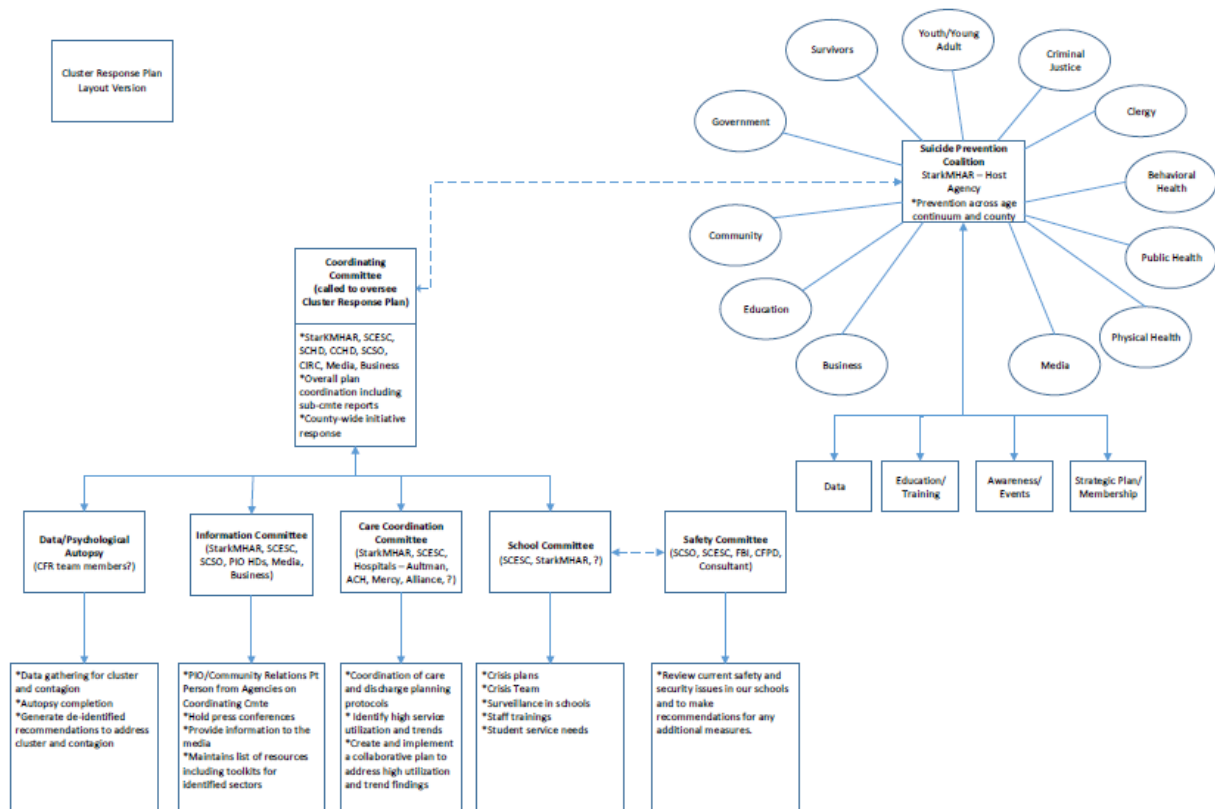 Cluster Response Plan
Layout Version
Survivors
Youth/Young
Adult
Criminal
Justice
Government
Clergy
Suicide Prevention
Coalition
StarkMHAR – Host
Agency
*Prevention across age
continuum and county
Behavioral
Health
Community
Public Health
Education
Physical Health
Business
Media
Coordinating
Committee
(called to oversee
Cluster Response Plan)
*StarKMHAR, SCESC,
SCHD, CCHD, SCSO,
CIRC, Media, Business
*Overall plan
coordination including
sub-cmte reports
*County-wide initiative
response
Data
Education/
Training
Awareness/
Events
Strategic Plan/
Membership
Data/Psychological
Autopsy
(CFR team members?)
Information Committee
(StarkMHAR, SCESC,
SCSO, PIO HDs, Media,
Business)
Care Coordination
Committee
(StarkMHAR, SCESC,
Hospitals – Aultman,
ACH, Mercy, Alliance, ?)
School Committee
(SCESC, StarkMHAR, ?)
Safety Committee
(SCSO, SCESC, FBI, CFPD,
Consultant)
*Data gathering for cluster
and contagion
*Autopsy completion
*Generate de-identified
recommendations to address
cluster and contagion
*PIO/Community Relations Pt
Person from Agencies on
Coordinating Cmte
*Hold press conferences
*Provide information to the
media
*Maintains list of resources
including toolkits for
identified sectors
*Coordination of care
and discharge planning
protocols
* Identify high service
utilization and trends
*Create and implement
a collaborative plan to
address high utilization
and trend findings
*Crisis plans
*Crisis Team
*Surveillance in schools
*Staff trainings
*Student service needs
*Review current safety and
security issues in our schools
and to make
recommendations for any
additional measures.